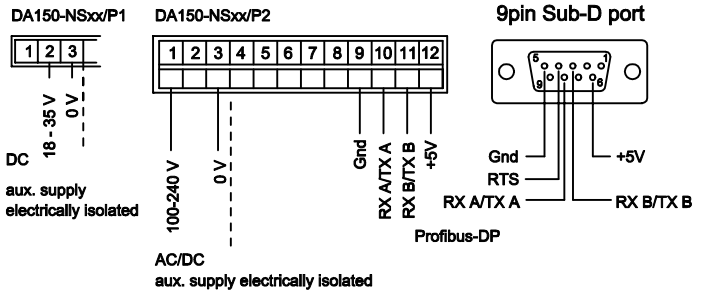 DA150-NSxx/P1
DA150-NSxx/P2
9pin Sub-D port
1 2 3
1 2 3 4 5 6 7 8 9 10 11 12
5 1
9 6
18 - 35 V
0 V
100-240 V
0 V
Gnd
RX A/TX A
RX B/TX B
+5V
Gnd
+5V
RTS
RX A/TX A
RX B/TX B
DC
aux. supply
electrically isolated
Profibus-DP
AC/DC
aux. supply electrically isolated